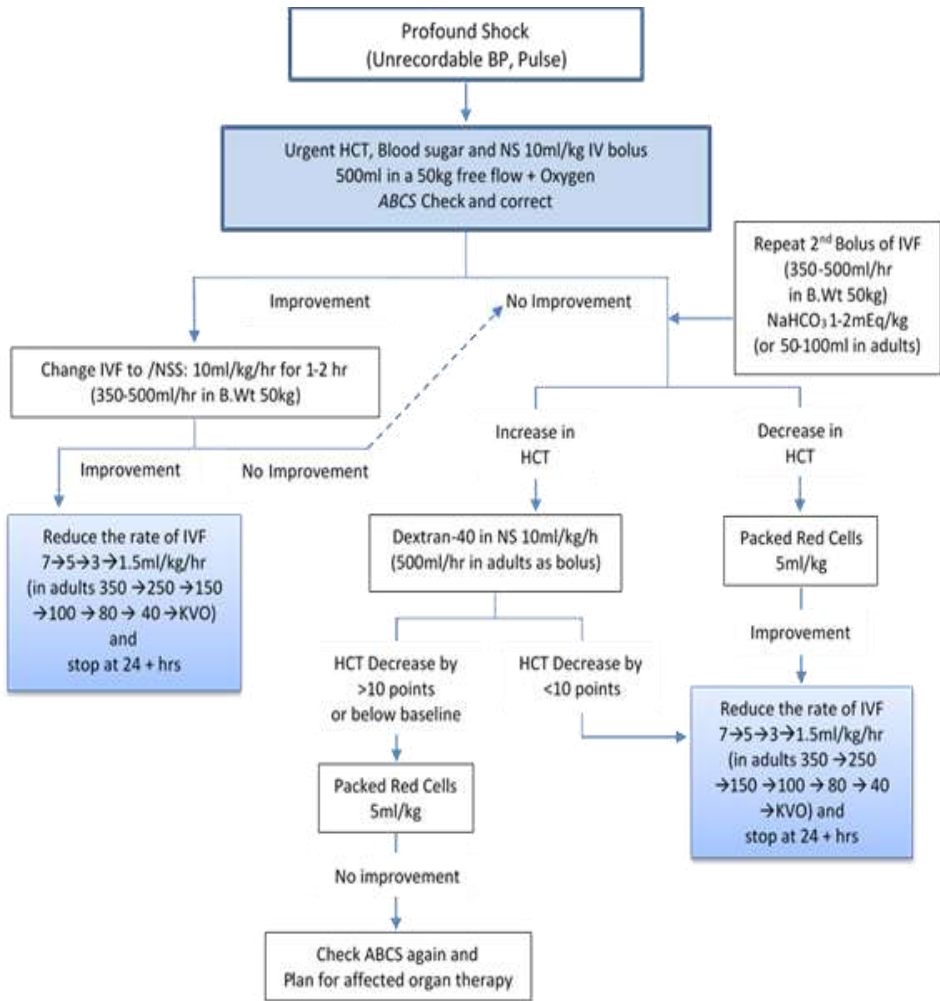 Profound Shock
(Unrecordable BP, Pulse)
Urgent HCT, Blood sugar and NS 10ml/kg IV bolus
500ml in a 50kg free flow + Oxygen
ABCS Check and correct
Repeat 2nd Bolus of IVF
(350-500ml/hr
in B.Wt 50kg)
NaHCO₃ 1-2mEq/kg
(or 50-100ml in adults)
Improvement
No Improvement
Change IVF to /NSS: 10ml/kg/hr for 1-2 hr
(350-500ml/hr in B.Wt 50kg)
Increase in
HCT
Decrease in
HCT
Improvement
No Improvement
Reduce the rate of IVF
7→5→3→1.5ml/kg/hr
(in adults 350 →250 →150
→100 → 80 → 40 →KVO)
and
stop at 24 + hrs
Dextran-40 in NS 10ml/kg/h
(500ml/hr in adults as bolus)
Packed Red Cells
5ml/kg
Improvement
HCT Decrease by
>10 points
or below baseline
HCT Decrease by
<10 points
Reduce the rate of IVF
7→5→3→1.5ml/kg/hr
(in adults 350 →250
→150 →100 → 80 → 40
→KVO) and
stop at 24 + hrs
Packed Red Cells
5ml/kg
No improvement
Check ABCS again and
Plan for affected organ therapy